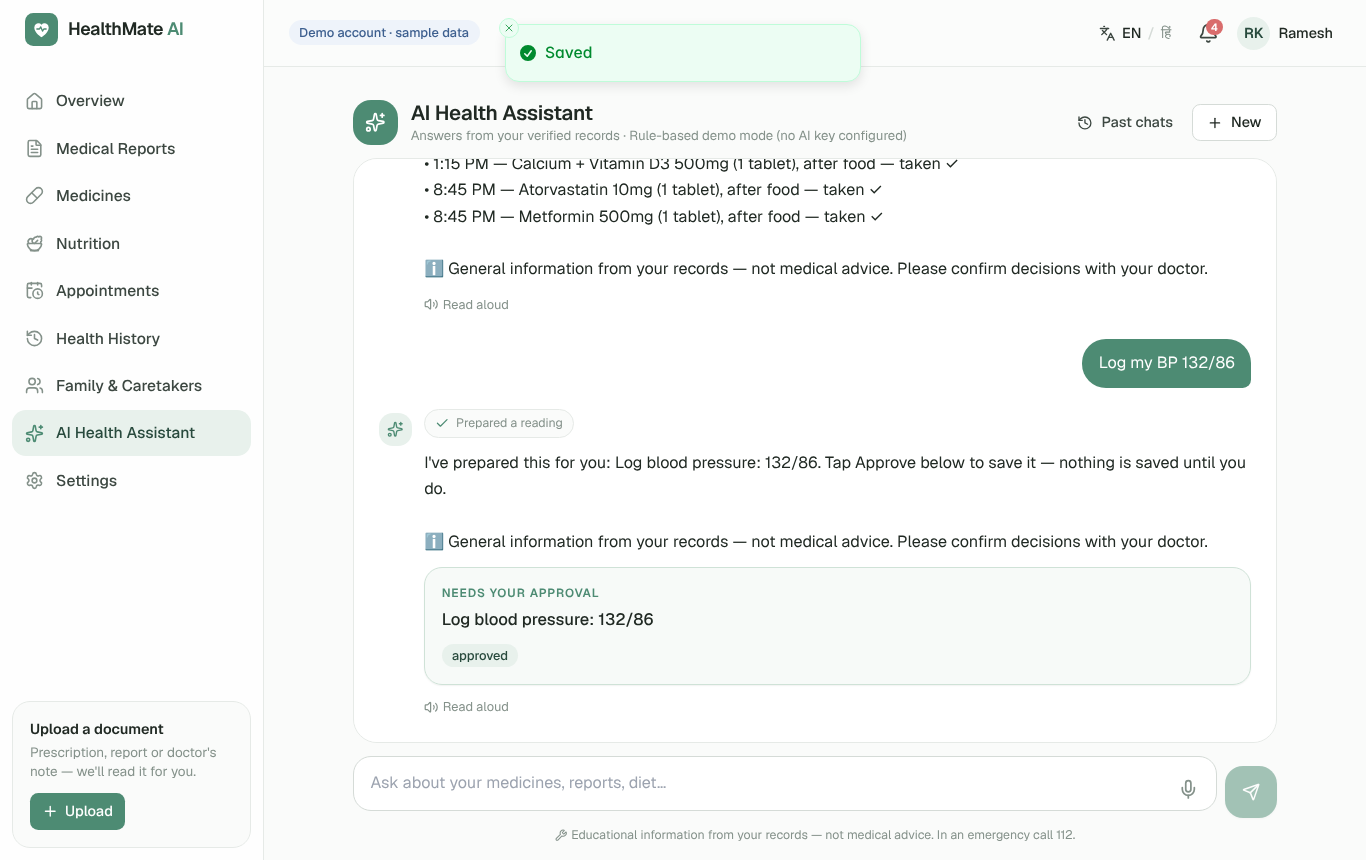 HealthMate AI
Demo account · sample data
Saved
EN / हिं
4
RK
Ramesh
Overview
Medical Reports
Medicines
Nutrition
Appointments
Health History
Family & Caretakers
AI Health Assistant
Settings
Upload a document
Prescription, report or doctor's
note — we'll read it for you.
+ Upload
AI Health Assistant
Answers from your verified records · Rule-based demo mode (no AI key configured)
Past chats
+ New
• 1:15 PM — Calcium + Vitamin D3 500mg (1 tablet), after food — taken ✓
• 8:45 PM — Atorvastatin 10mg (1 tablet), after food — taken ✓
• 8:45 PM — Metformin 500mg (1 tablet), after food — taken ✓
ℹ️ General information from your records — not medical advice. Please confirm decisions with your doctor.
Read aloud
Log my BP 132/86
Prepared a reading
I've prepared this for you: Log blood pressure: 132/86. Tap Approve below to save it — nothing is saved until you
do.
ℹ️ General information from your records — not medical advice. Please confirm decisions with your doctor.
NEEDS YOUR APPROVAL
Log blood pressure: 132/86
approved
Read aloud
Ask about your medicines, reports, diet...
Educational information from your records — not medical advice. In an emergency call 112.